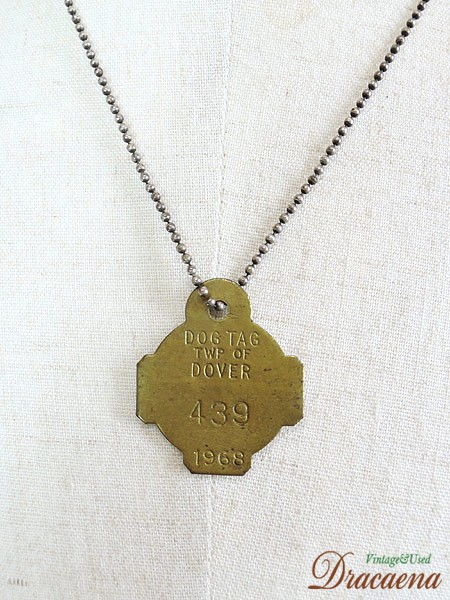 DOG TAG
TWP OF
DOVER
439
1968
Vintage&Used
Dracaena